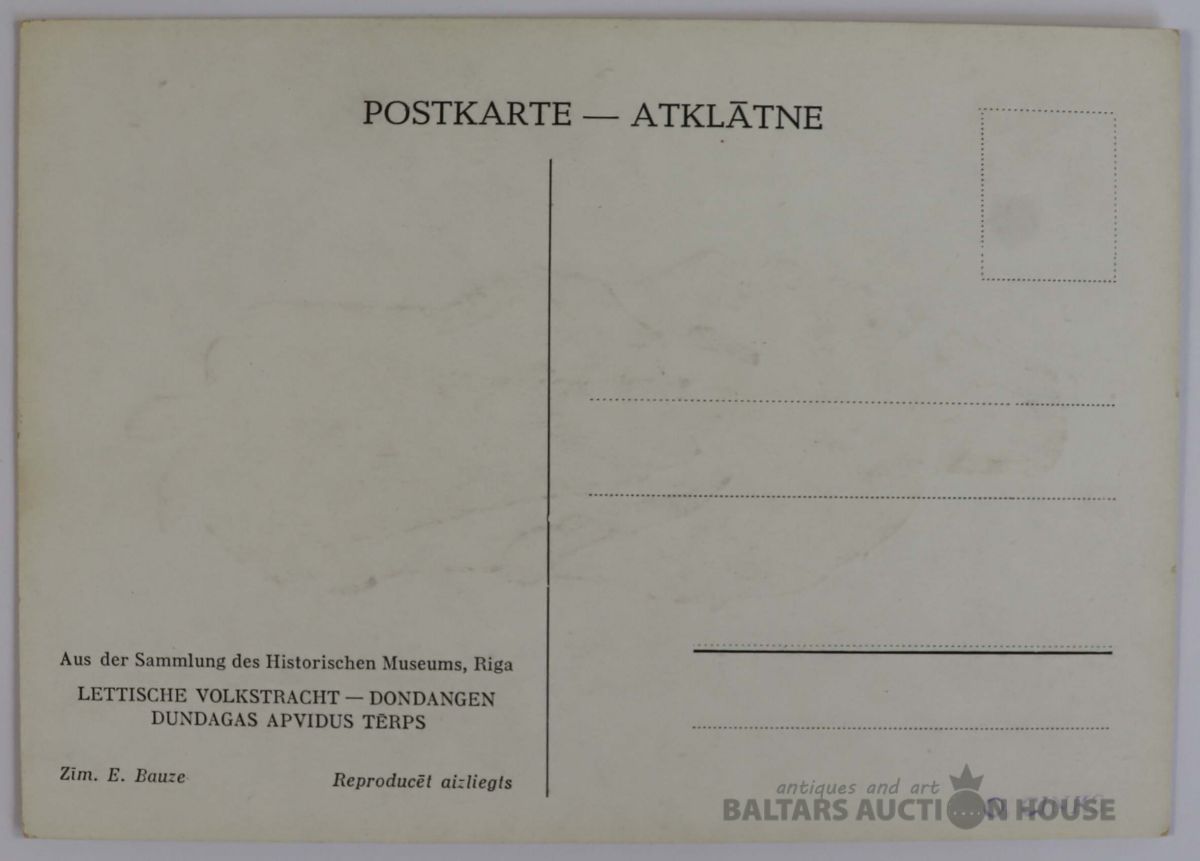 POSTKARTE — ATKLĀTNE
Aus der Sammlung des Historischen Museums, Riga
LETTISCHE VOLKSTRACHT — DONDANGEN
DUNDAGAS APVIDUS TĒRPS
Zīm. E. Bauze
Reproducēt aizliegts
antiques and art
BALTARS AUCTION HOUSE